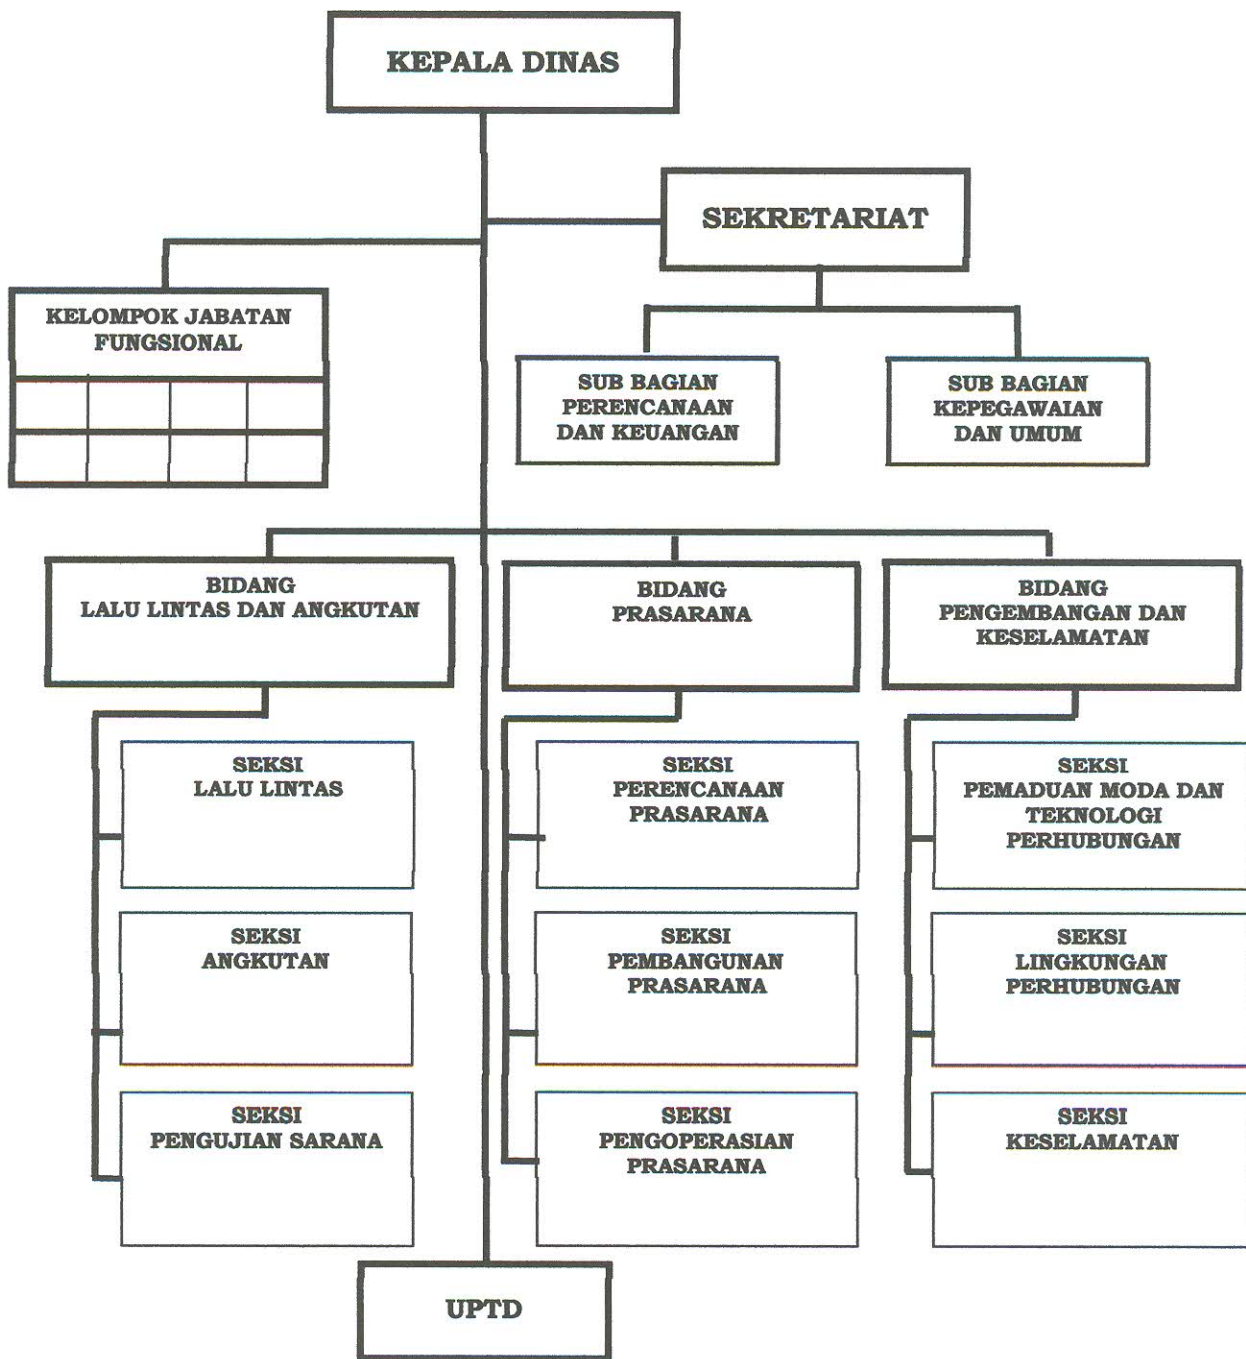 KEPALA DINAS
SEKRETARIAT
KELOMPOK JABATAN
FUNGSIONAL
SUB BAGIAN
PERENCANAAN
DAN KEUANGAN
SUB BAGIAN
KEPEGAWAIAN
DAN UMUM
BIDANG
LALU LINTAS DAN ANGKUTAN
BIDANG
PRASARANA
BIDANG
PENGEMBANGAN DAN
KESELAMATAN
SEKSI
LALU LINTAS
SEKSI
PERENCANAAN
PRASARANA
SEKSI
PEMADUAN MODA DAN
TEKNOLOGI
PERHUBUNGAN
SEKSI
ANGKUTAN
SEKSI
PEMBANGUNAN
PRASARANA
SEKSI
LINGKUNGAN
PERHUBUNGAN
SEKSI
PENGUJIAN SARANA
SEKSI
PENGOPERASIAN
PRASARANA
SEKSI
KESELAMATAN
UPTD